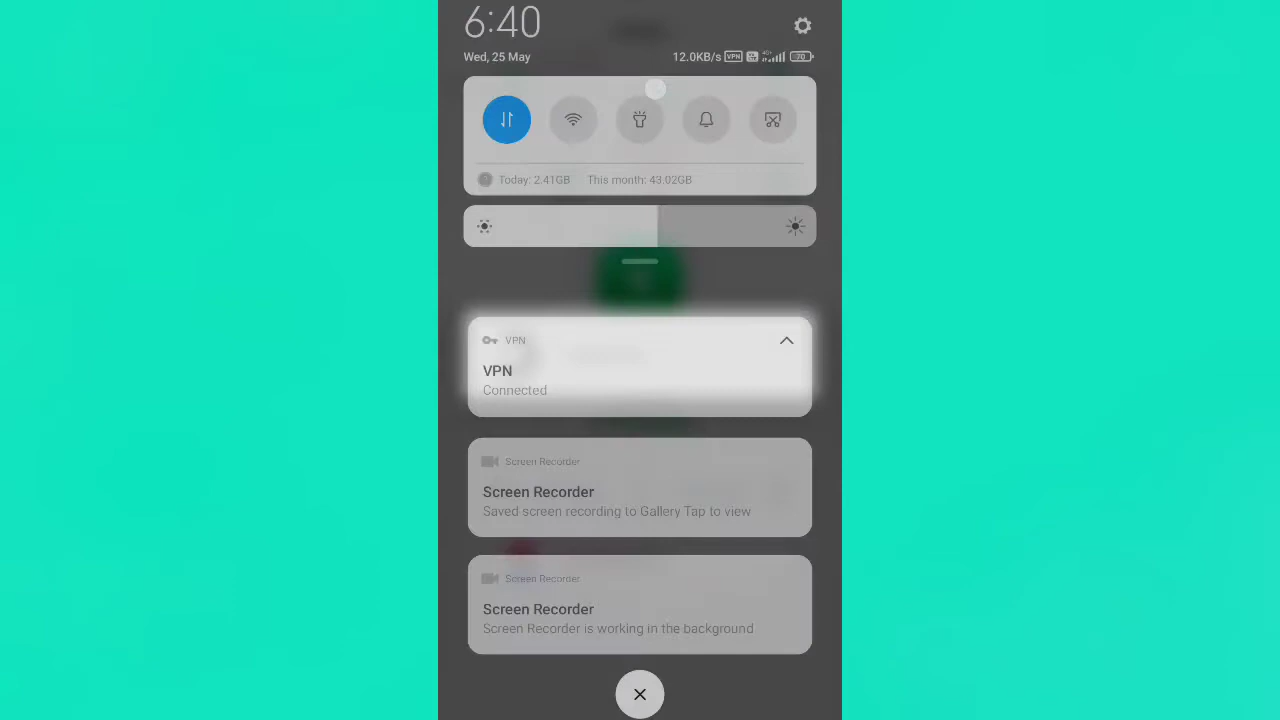 6:40
Wed, 25 May
12.0KB/s VPN 4G+ 70
Today: 2.41GB This month: 43.02GB
VPN
VPN
Connected
Screen Recorder
Screen Recorder
Saved screen recording to Gallery Tap to view
Screen Recorder
Screen Recorder
Screen Recorder is working in the background